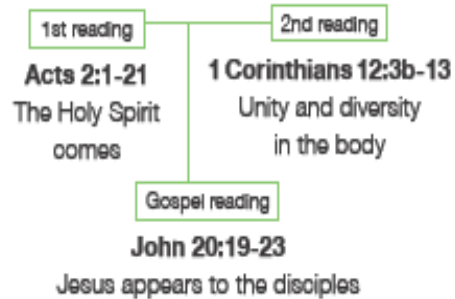 1st reading
Acts 2:1-21
The Holy Spirit
comes
2nd reading
1 Corinthians 12:3b-13
Unity and diversity
in the body
Gospel reading
John 20:19-23
Jesus appears to the disciples